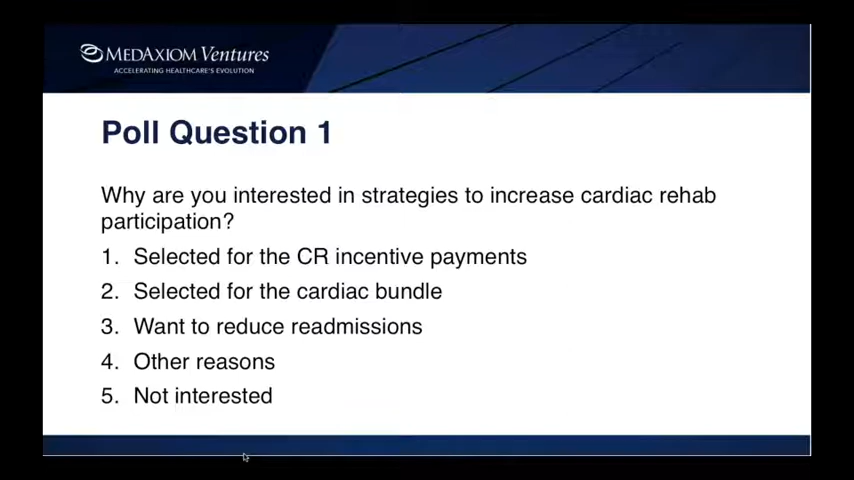 MEDAXIOM Ventures
ACCELERATING HEALTHCARE'S EVOLUTION
Poll Question 1
Why are you interested in strategies to increase cardiac rehab
participation?
1. Selected for the CR incentive payments
2. Selected for the cardiac bundle
3. Want to reduce readmissions
4. Other reasons
5. Not interested